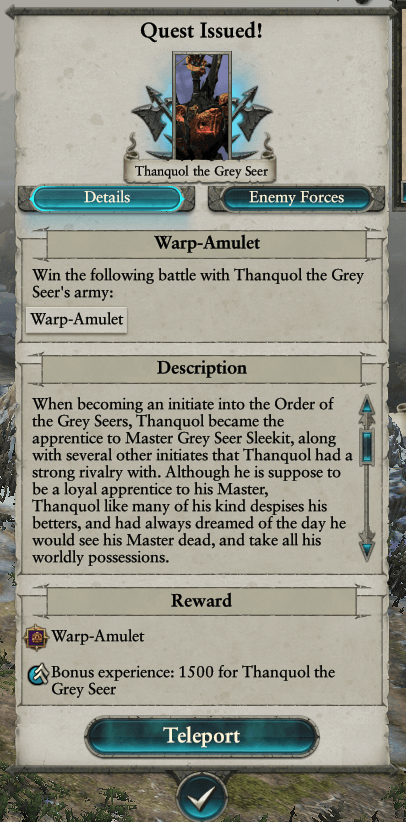 Quest Issued!
Thanquol the Grey Seer
Details
Enemy Forces
Warp-Amulet
Win the following battle with Thanquol the Grey
Seer's army:
Warp-Amulet
Description
When becoming an initiate into the Order of
the Grey Seers, Thanquol became the
apprentice to Master Grey Seer Sleekit, along
with several other initiates that Thanquol had a
strong rivalry with. Although he is suppose to
be a loyal apprentice to his Master,
Thanquol like many of his kind despises his
betters, and had always dreamed of the day he
would see his Master dead, and take all his
worldly possessions.
Reward
Warp-Amulet
Bonus experience: 1500 for Thanquol the
Grey Seer
Teleport